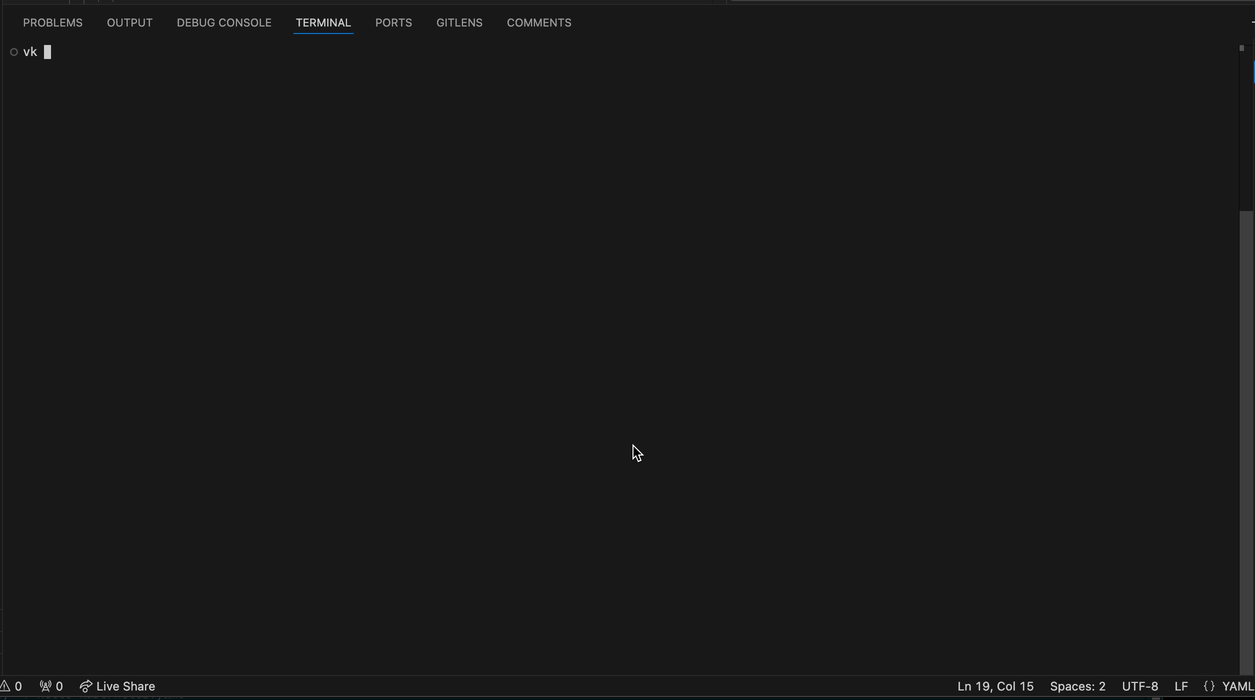 PROBLEMS OUTPUT DEBUG CONSOLE TERMINAL PORTS GITLENS COMMENTS
vk
0 0 Live Share Ln 19, Col 15 Spaces: 2 UTF-8 LF {} YAML